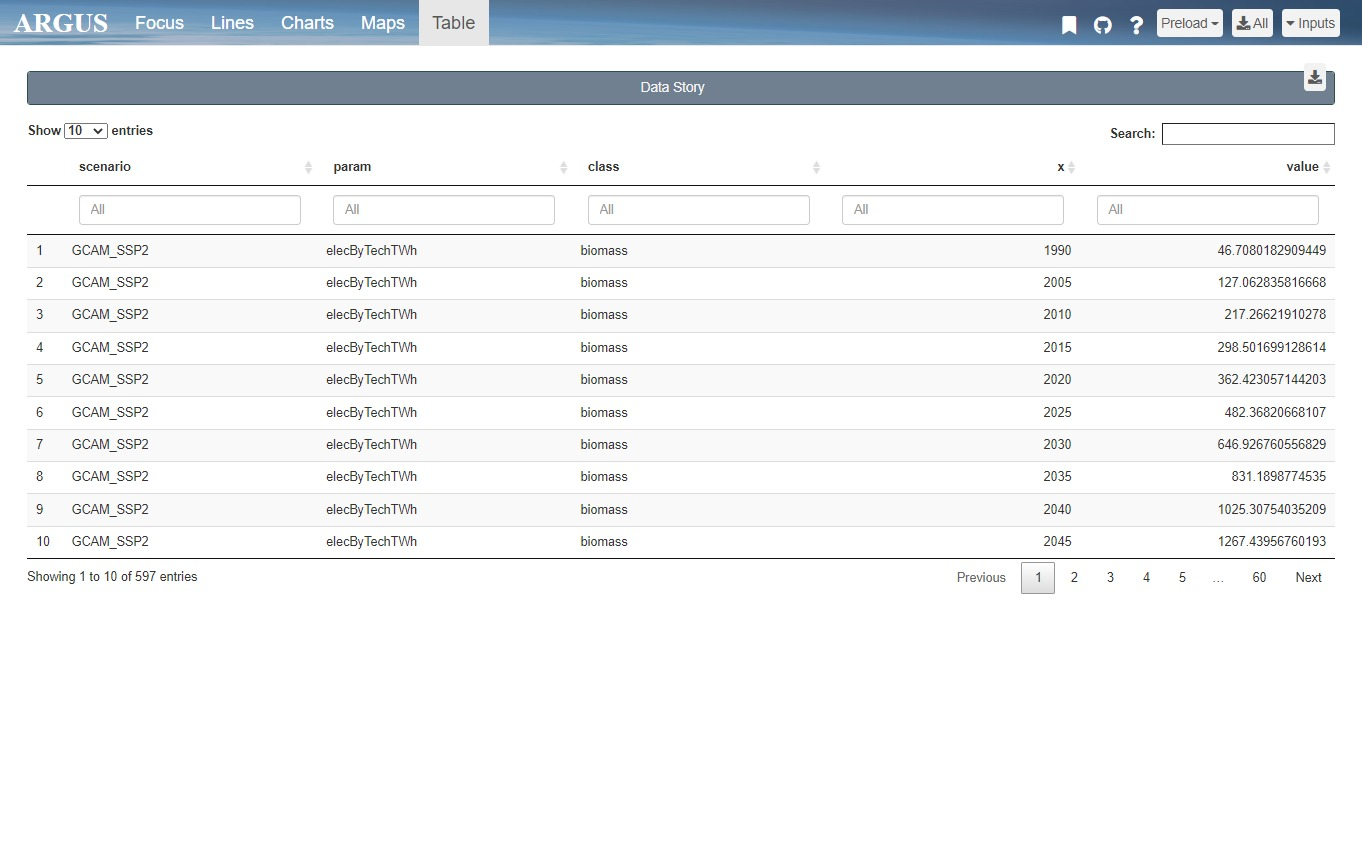 ARGUS Focus Lines Charts Maps Table ? Preload All Inputs
Data Story
Show 10 entries Search:
scenario param class x value
All All All All All
1 GCAM_SSP2 elecByTechTWh biomass 1990 46.7080182909449
2 GCAM_SSP2 elecByTechTWh biomass 2005 127.062835816668
3 GCAM_SSP2 elecByTechTWh biomass 2010 217.26621910278
4 GCAM_SSP2 elecByTechTWh biomass 2015 298.501699128614
5 GCAM_SSP2 elecByTechTWh biomass 2020 362.423057144203
6 GCAM_SSP2 elecByTechTWh biomass 2025 482.36820668107
7 GCAM_SSP2 elecByTechTWh biomass 2030 646.926760556829
8 GCAM_SSP2 elecByTechTWh biomass 2035 831.1898774535
9 GCAM_SSP2 elecByTechTWh biomass 2040 1025.30754035209
10 GCAM_SSP2 elecByTechTWh biomass 2045 1267.43956760193
Showing 1 to 10 of 597 entries Previous 1 2 3 4 5 … 60 Next